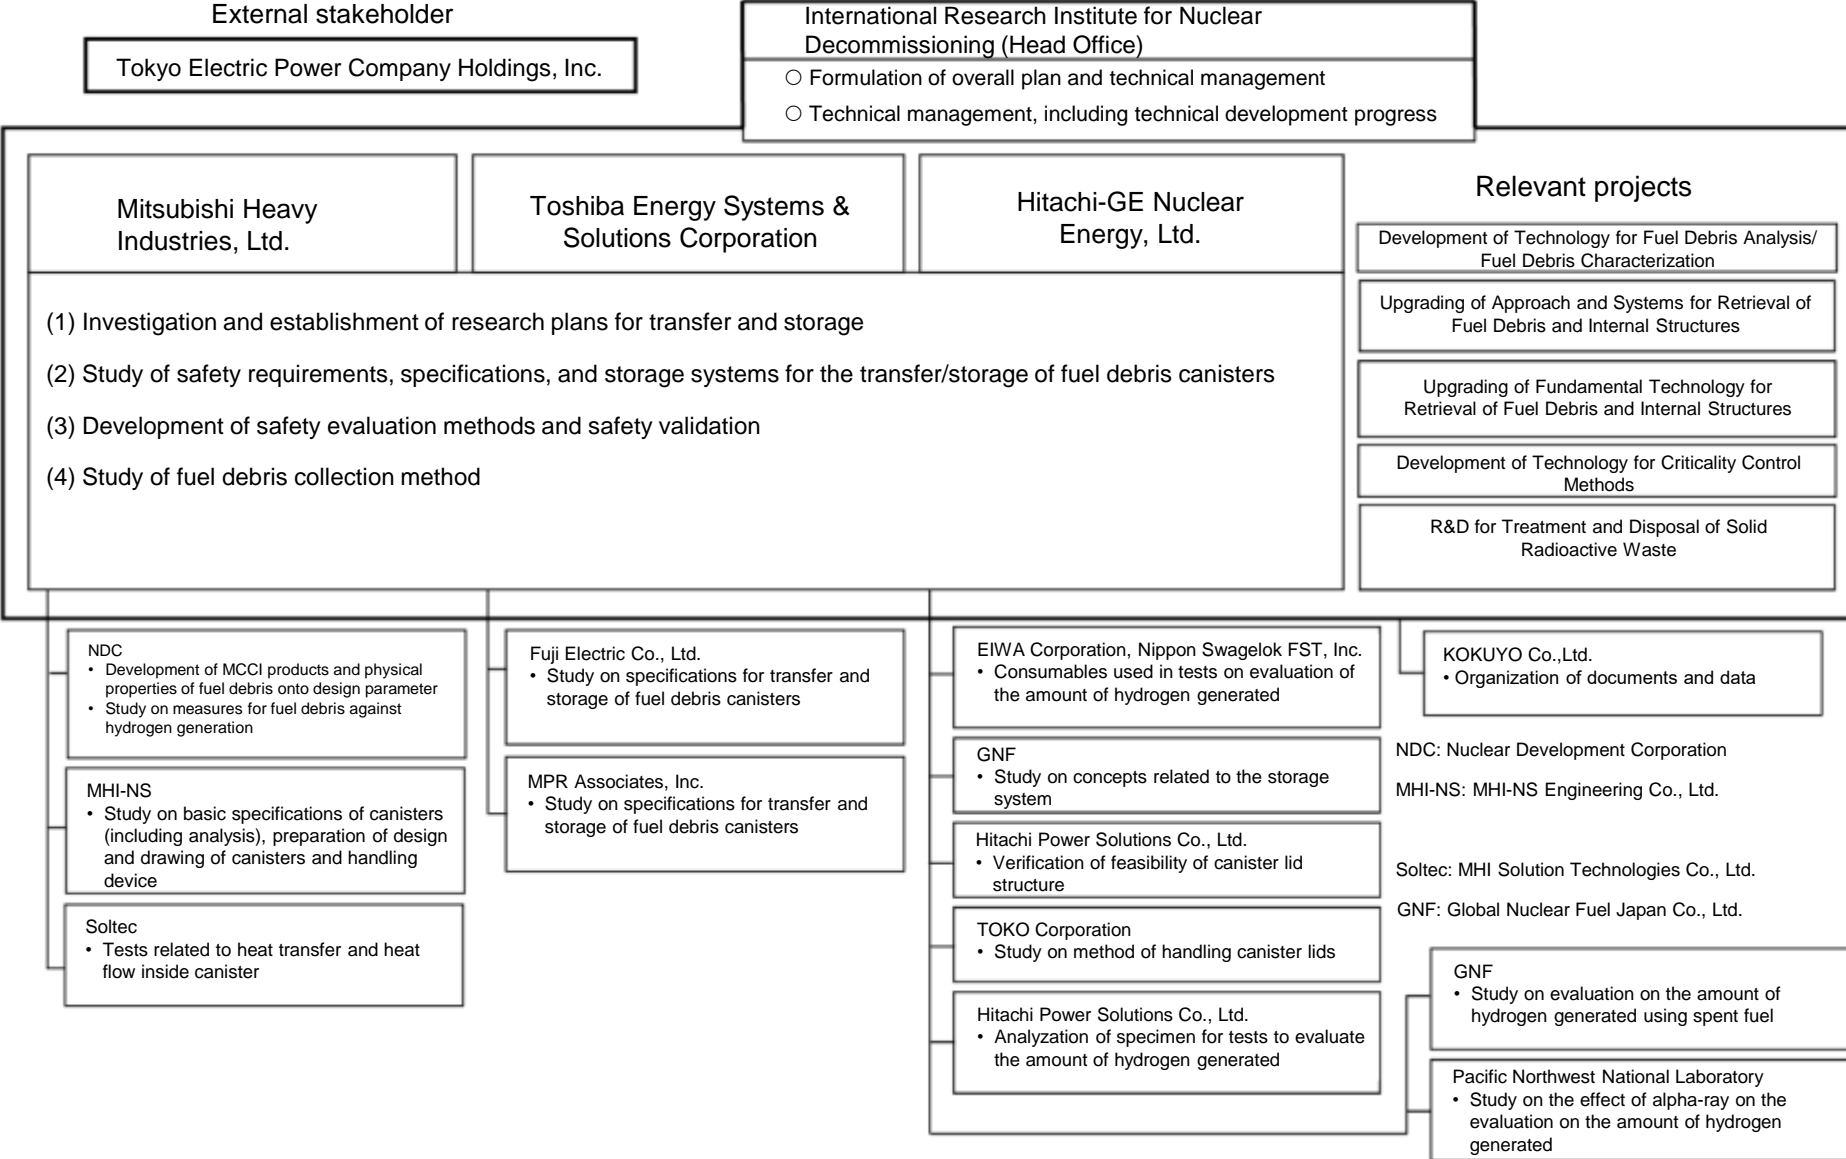 External stakeholder
Tokyo Electric Power Company Holdings, Inc.
International Research Institute for Nuclear
Decommissioning (Head Office)
○ Formulation of overall plan and technical management
○ Technical management, including technical development progress
Mitsubishi Heavy
Industries, Ltd.
Toshiba Energy Systems &
Solutions Corporation
Hitachi-GE Nuclear
Energy, Ltd.
(1) Investigation and establishment of research plans for transfer and storage
(2) Study of safety requirements, specifications, and storage systems for the transfer/storage of fuel debris canisters
(3) Development of safety evaluation methods and safety validation
(4) Study of fuel debris collection method
Relevant projects
Development of Technology for Fuel Debris Analysis/
Fuel Debris Characterization
Upgrading of Approach and Systems for Retrieval of
Fuel Debris and Internal Structures
Upgrading of Fundamental Technology for
Retrieval of Fuel Debris and Internal Structures
Development of Technology for Criticality Control
Methods
R&D for Treatment and Disposal of Solid
Radioactive Waste
NDC
• Development of MCCI products and physical
properties of fuel debris onto design parameter
• Study on measures for fuel debris against
hydrogen generation
MHI-NS
• Study on basic specifications of canisters
(including analysis), preparation of design
and drawing of canisters and handling
device
Soltec
• Tests related to heat transfer and heat
flow inside canister
Fuji Electric Co., Ltd.
• Study on specifications for transfer and
storage of fuel debris canisters
MPR Associates, Inc.
• Study on specifications for transfer and
storage of fuel debris canisters
EIWA Corporation, Nippon Swagelok FST, Inc.
• Consumables used in tests on evaluation of
the amount of hydrogen generated
GNF
• Study on concepts related to the storage
system
Hitachi Power Solutions Co., Ltd.
• Verification of feasibility of canister lid
structure
TOKO Corporation
• Study on method of handling canister lids
Hitachi Power Solutions Co., Ltd.
• Analyzation of specimen for tests to evaluate
the amount of hydrogen generated
KOKUYO Co.,Ltd.
• Organization of documents and data
NDC: Nuclear Development Corporation
MHI-NS: MHI-NS Engineering Co., Ltd.
Soltec: MHI Solution Technologies Co., Ltd.
GNF: Global Nuclear Fuel Japan Co., Ltd.
GNF
• Study on evaluation on the amount of
hydrogen generated using spent fuel
Pacific Northwest National Laboratory
• Study on the effect of alpha-ray on the
evaluation on the amount of hydrogen
generated